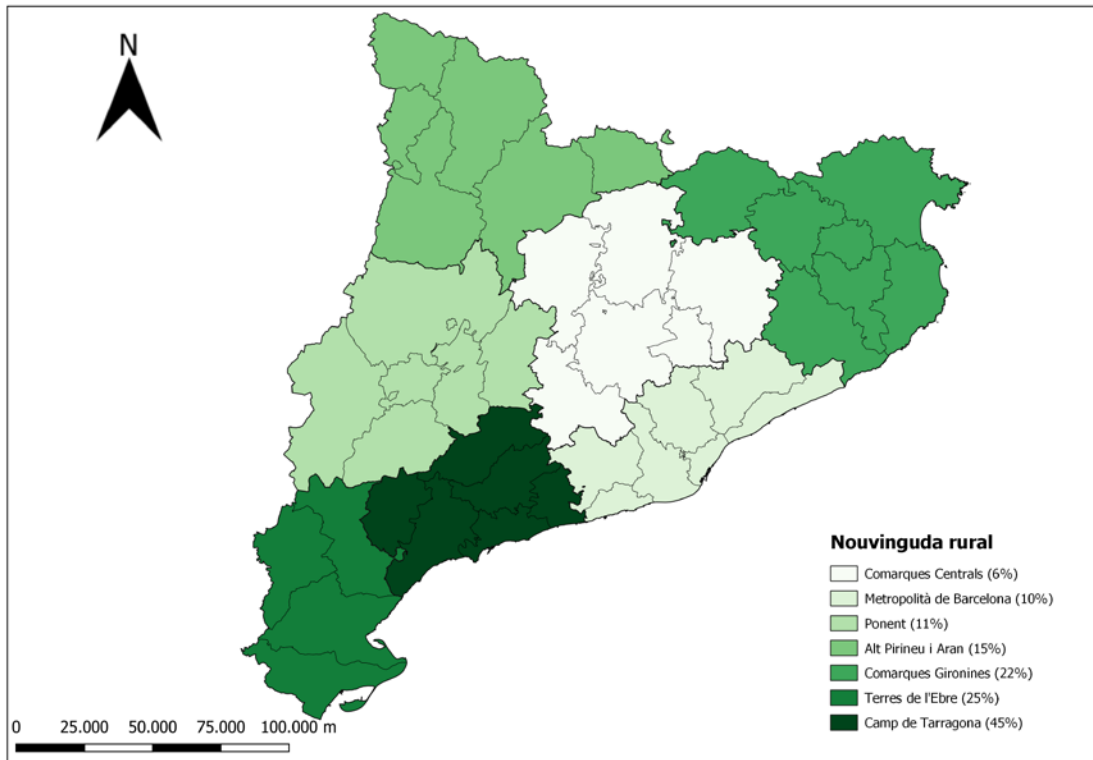 N
Nouvinguda rural
Comarques Centrals (6%)
Metropolità de Barcelona (10%)
Ponent (11%)
Alt Pirineu i Aran (15%)
Comarques Gironines (22%)
Terres de l'Ebre (25%)
Camp de Tarragona (45%)
0 25.000 50.000 75.000 100.000 m